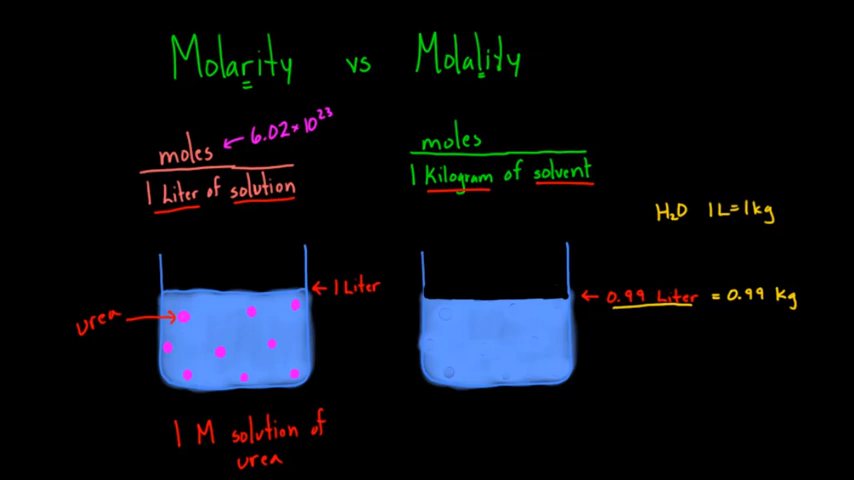 Molarity vs Molality
moles ← 6.02×10²³
1 Liter of solution
moles
1 Kilogram of solvent
H₂O 1L=1kg
urea →
← 1 Liter
← 0.99 Liter = 0.99 Kg
1 M solution of
urea